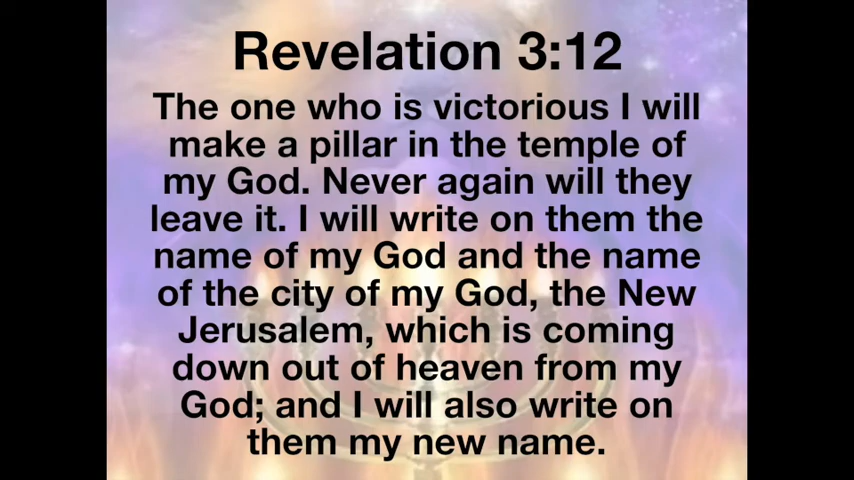 Revelation 3:12
The one who is victorious I will
make a pillar in the temple of
my God. Never again will they
leave it. I will write on them the
name of my God and the name
of the city of my God, the New
Jerusalem, which is coming
down out of heaven from my
God; and I will also write on
them my new name.